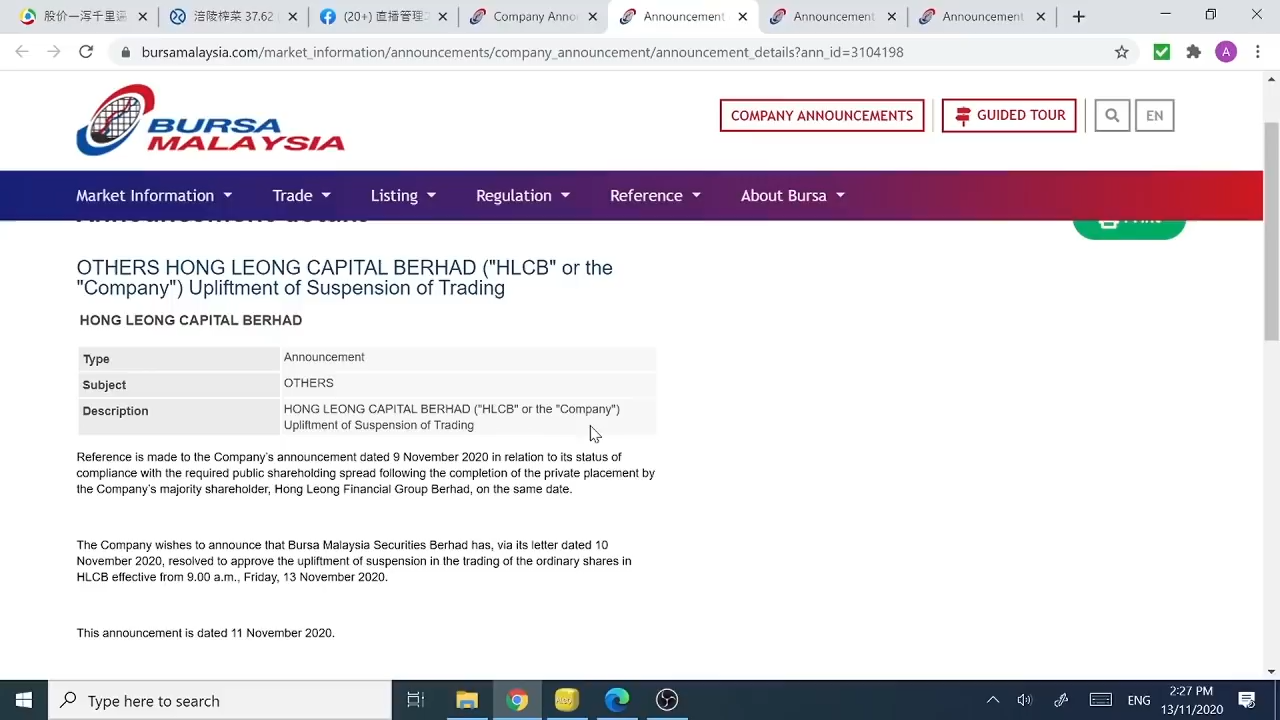 股价一泻千里还
涪陵榨菜 37.62
(20+) 直播管理工
Company Anno
Announcement
Announcement
Announcement
bursamalaysia.com/market_information/announcements/company_announcement/announcement_details?ann_id=3104198
A
BURSA
MALAYSIA
COMPANY ANNOUNCEMENTS
GUIDED TOUR
EN
Market Information
Trade
Listing
Regulation
Reference
About Bursa
Announcement details
Print
OTHERS HONG LEONG CAPITAL BERHAD ("HLCB" or the
"Company") Upliftment of Suspension of Trading
HONG LEONG CAPITAL BERHAD
Type
Announcement
Subject
OTHERS
Description
HONG LEONG CAPITAL BERHAD ("HLCB" or the "Company")
Upliftment of Suspension of Trading
Reference is made to the Company's announcement dated 9 November 2020 in relation to its status of
compliance with the required public shareholding spread following the completion of the private placement by
the Company's majority shareholder, Hong Leong Financial Group Berhad, on the same date.
The Company wishes to announce that Bursa Malaysia Securities Berhad has, via its letter dated 10
November 2020, resolved to approve the upliftment of suspension in the trading of the ordinary shares in
HLCB effective from 9.00 a.m., Friday, 13 November 2020.
This announcement is dated 11 November 2020.
Type here to search
ENG
2:27 PM
13/11/2020